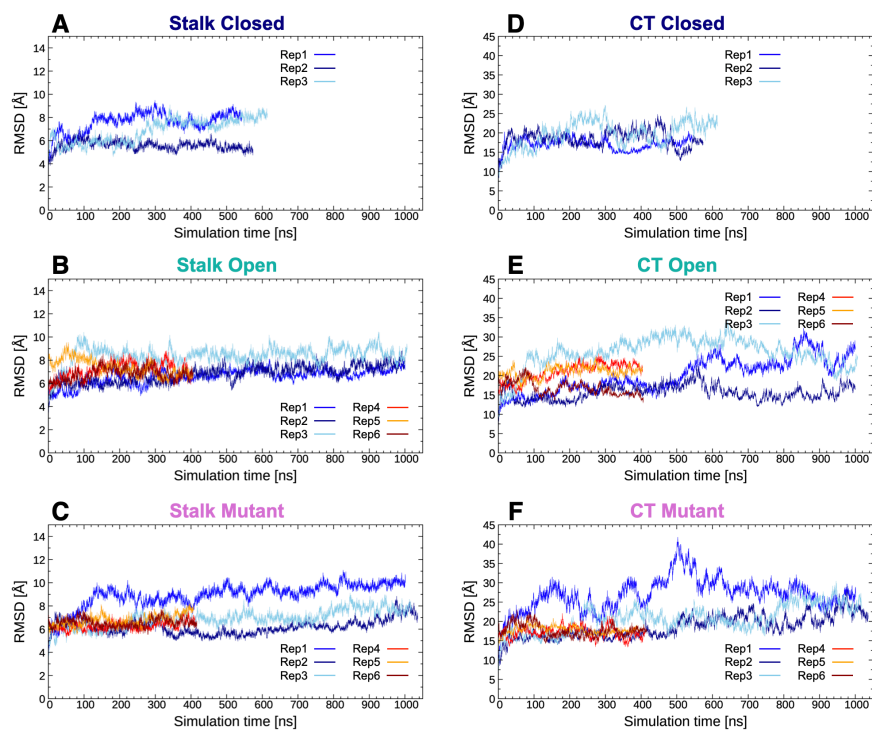 A
Stalk Closed
14
12
10
8
6
4
2
0
RMSD [Å]
Rep1
Rep2
Rep3
0 100 200 300 400 500 600 700 800 900 1000
Simulation time [ns]
D
CT Closed
45
40
35
30
25
20
15
10
5
0
RMSD [Å]
Rep1
Rep2
Rep3
0 100 200 300 400 500 600 700 800 900 1000
Simulation time [ns]
B
Stalk Open
14
12
10
8
6
4
2
0
RMSD [Å]
Rep1 Rep4
Rep2 Rep5
Rep3 Rep6
0 100 200 300 400 500 600 700 800 900 1000
Simulation time [ns]
E
CT Open
45
40
35
30
25
20
15
10
5
0
RMSD [Å]
Rep1 Rep4
Rep2 Rep5
Rep3 Rep6
0 100 200 300 400 500 600 700 800 900 1000
Simulation time [ns]
C
Stalk Mutant
14
12
10
8
6
4
2
0
RMSD [Å]
Rep1 Rep4
Rep2 Rep5
Rep3 Rep6
0 100 200 300 400 500 600 700 800 900 1000
Simulation time [ns]
F
CT Mutant
45
40
35
30
25
20
15
10
5
0
RMSD [Å]
Rep1 Rep4
Rep2 Rep5
Rep3 Rep6
0 100 200 300 400 500 600 700 800 900 1000
Simulation time [ns]